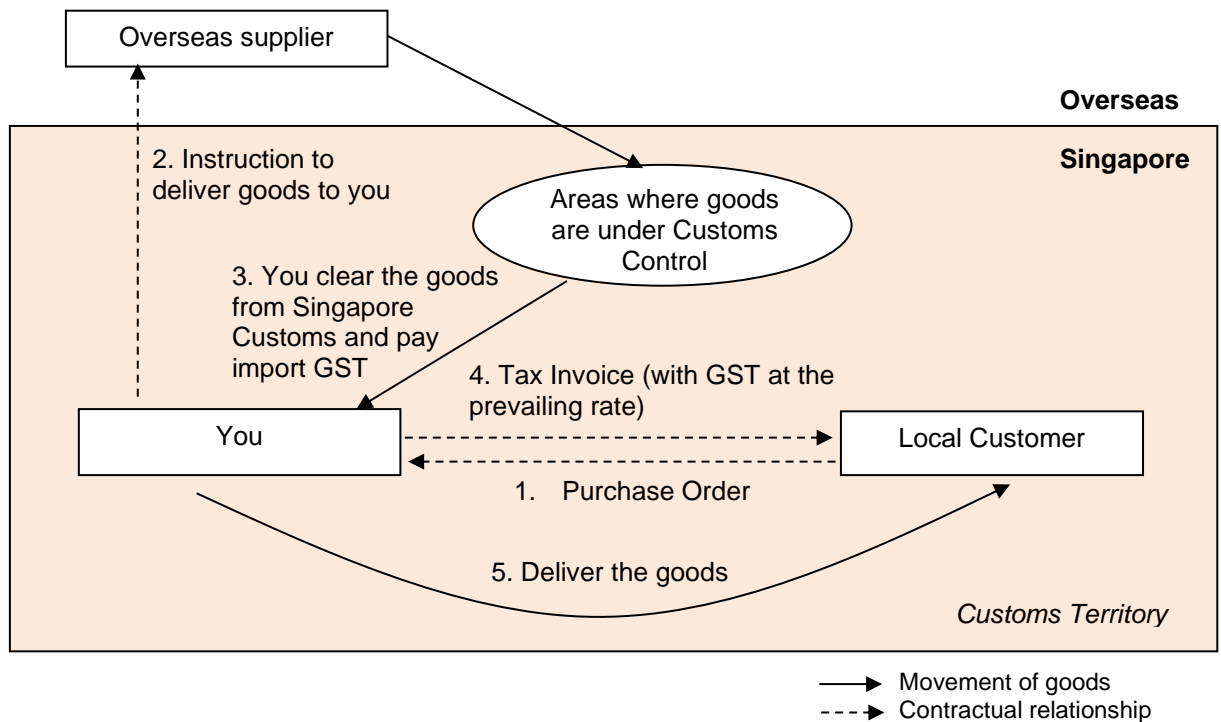 Overseas supplier
Overseas
Singapore
2. Instruction to
deliver goods to you
Areas where goods
are under Customs
Control
3. You clear the goods
from Singapore
Customs and pay
import GST
4. Tax Invoice (with GST at the
prevailing rate)
You
Local Customer
1. Purchase Order
5. Deliver the goods
Customs Territory
Movement of goods
Contractual relationship